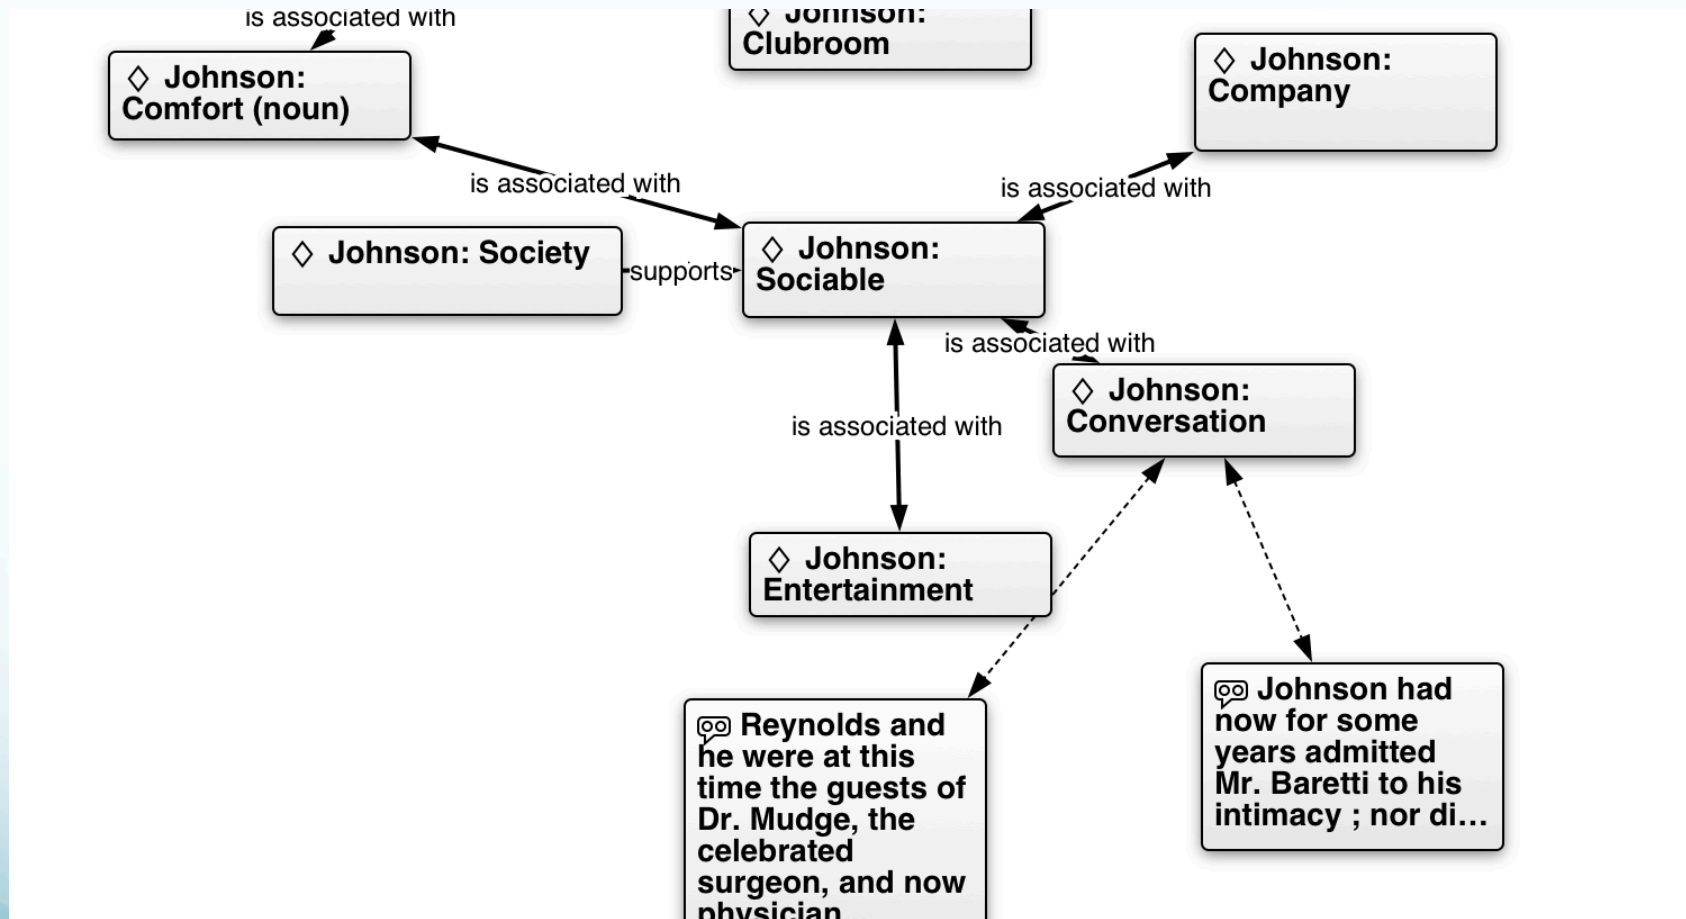 is associated with
Johnson:
Clubroom
Johnson:
Company
Johnson:
Comfort (noun)
is associated with
is associated with
Johnson: Society
supports
Johnson:
Sociable
is associated with
Johnson:
Conversation
is associated with
Johnson:
Entertainment
Johnson had
now for some
years admitted
Mr. Baretti to his
intimacy ; nor di...
Reynolds and
he were at this
time the guests of
Dr. Mudge, the
celebrated
surgeon, and now
physician